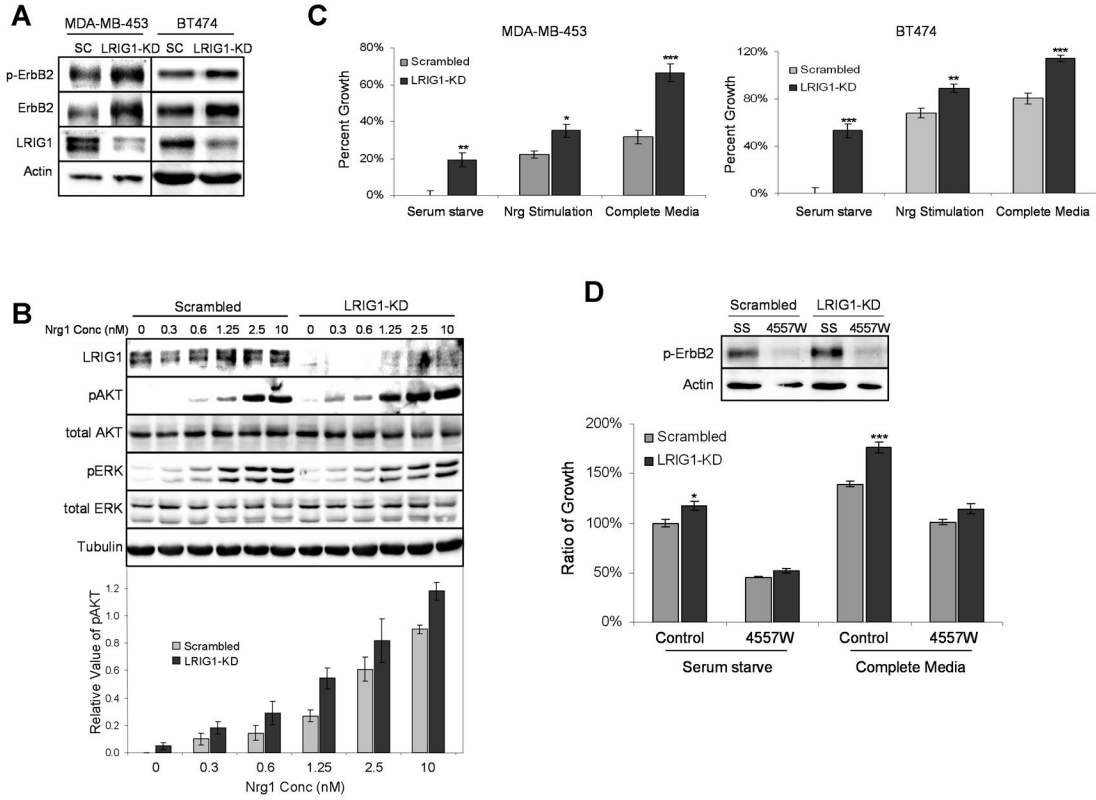 A
MDA-MB-453 BT474
SC LRIG1-KD SC LRIG1-KD
p-ErbB2
ErbB2
LRIG1
Actin
C
MDA-MB-453
80%
60%
40%
20%
0%
Percent Growth
Scrambled
LRIG1-KD
**
*
***
Serum starve Nrg Stimulation Complete Media
BT474
120%
80%
40%
0%
Percent Growth
Scrambled
LRIG1-KD
***
**
***
Serum starve Nrg Stimulation Complete Media
B
Scrambled LRIG1-KD
Nrg1 Conc (nM) 0 0.3 0.6 1.25 2.5 10 0 0.3 0.6 1.25 2.5 10
LRIG1
pAKT
total AKT
pERK
total ERK
Tubulin
Relative Value of pAKT
1.2
1.0
0.8
0.6
0.4
0.2
0.0
Scrambled
LRIG1-KD
0 0.3 0.6 1.25 2.5 10
Nrg1 Conc (nM)
D
Scrambled LRIG1-KD
SS 4557W SS 4557W
p-ErbB2
Actin
Ratio of Growth
200%
150%
100%
50%
0%
Scrambled
LRIG1-KD
*
***
Control 4557W Control 4557W
Serum starve Complete Media